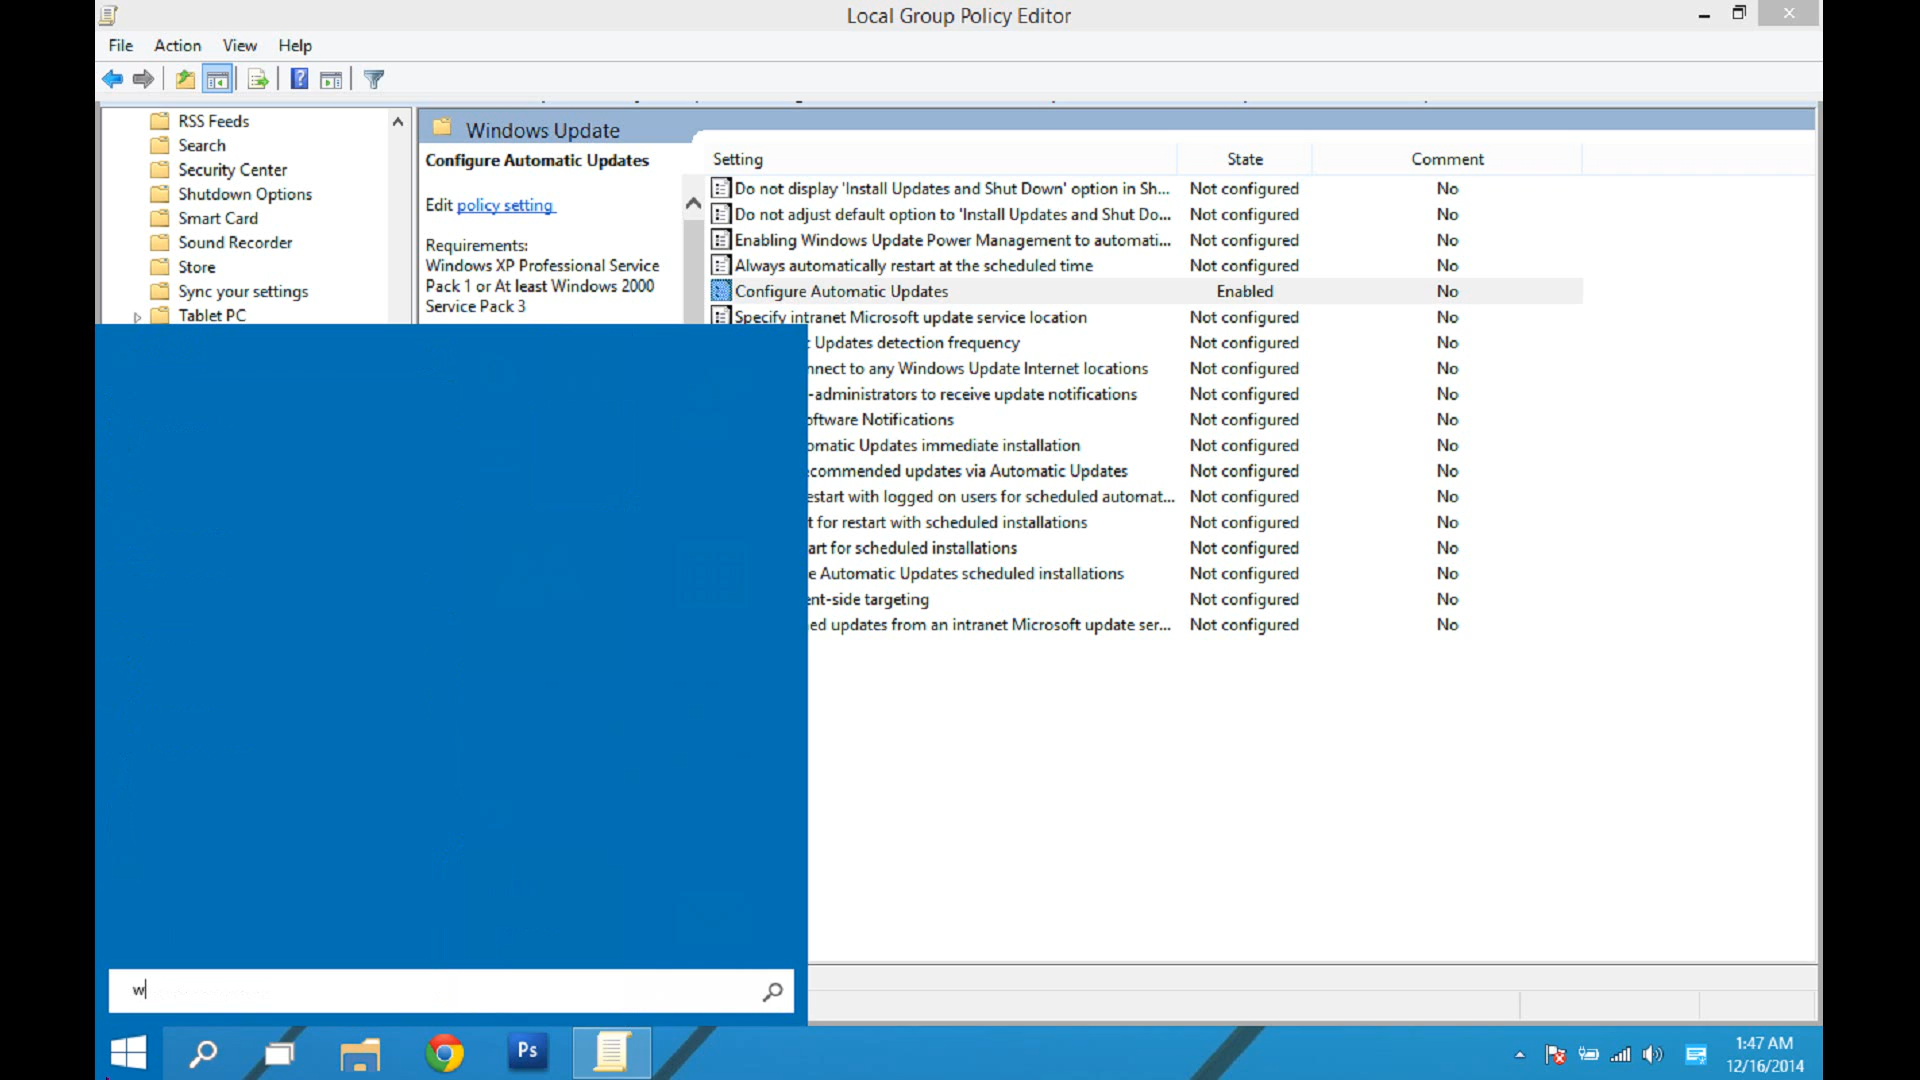 Local Group Policy Editor
File Action View Help
RSS Feeds
Search
Security Center
Shutdown Options
Smart Card
Sound Recorder
Store
Sync your settings
Tablet PC
Windows Update
Configure Automatic Updates
Edit policy setting
Requirements:
Windows XP Professional Service
Pack 1 or At least Windows 2000
Service Pack 3
Setting State Comment
Do not display 'Install Updates and Shut Down' option in Sh... Not configured No
Do not adjust default option to 'Install Updates and Shut Do... Not configured No
Enabling Windows Update Power Management to automati... Not configured No
Always automatically restart at the scheduled time Not configured No
Configure Automatic Updates Enabled No
Specify intranet Microsoft update service location Not configured No
Updates detection frequency Not configured No
nnect to any Windows Update Internet locations Not configured No
-administrators to receive update notifications Not configured No
oftware Notifications Not configured No
omatic Updates immediate installation Not configured No
commended updates via Automatic Updates Not configured No
estart with logged on users for scheduled automat... Not configured No
t for restart with scheduled installations Not configured No
art for scheduled installations Not configured No
e Automatic Updates scheduled installations Not configured No
ent-side targeting Not configured No
ed updates from an intranet Microsoft update ser... Not configured No
w
Ps
1:47 AM
12/16/2014